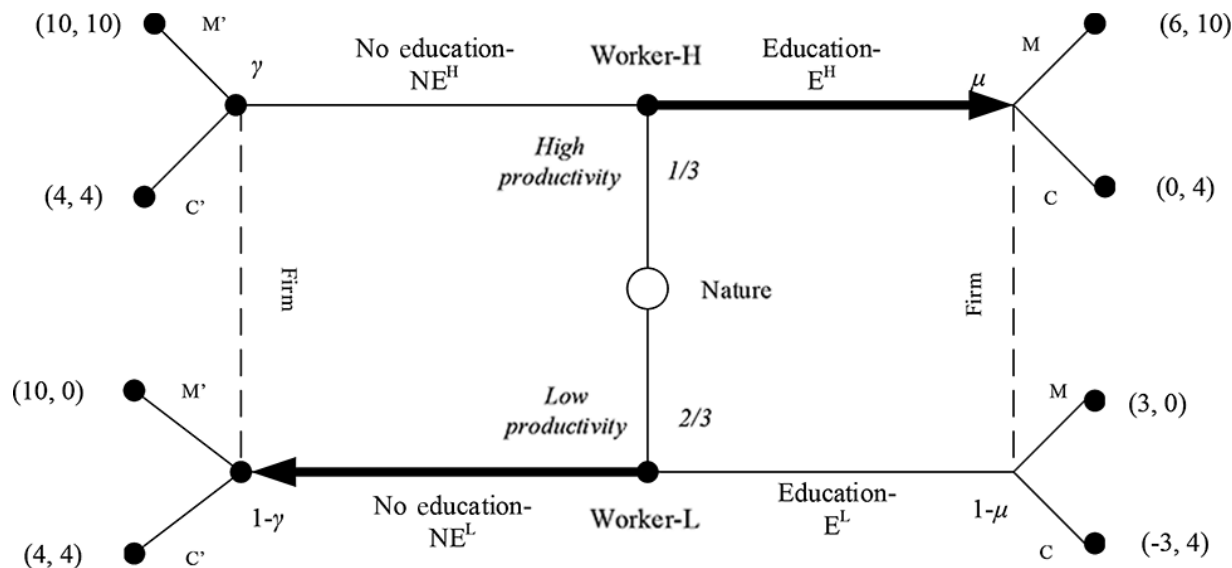 (10, 10)
M’
γ
No education-
NE^H
Worker-H
Education-
E^H
μ
M
(6, 10)
(4, 4)
C’
High
productivity
1/3
C
(0, 4)
Firm
Nature
Firm
(10, 0)
M’
Low
productivity
2/3
M
(3, 0)
1-γ
No education-
NE^L
Worker-L
Education-
E^L
1-μ
(4, 4)
C’
C
(-3, 4)